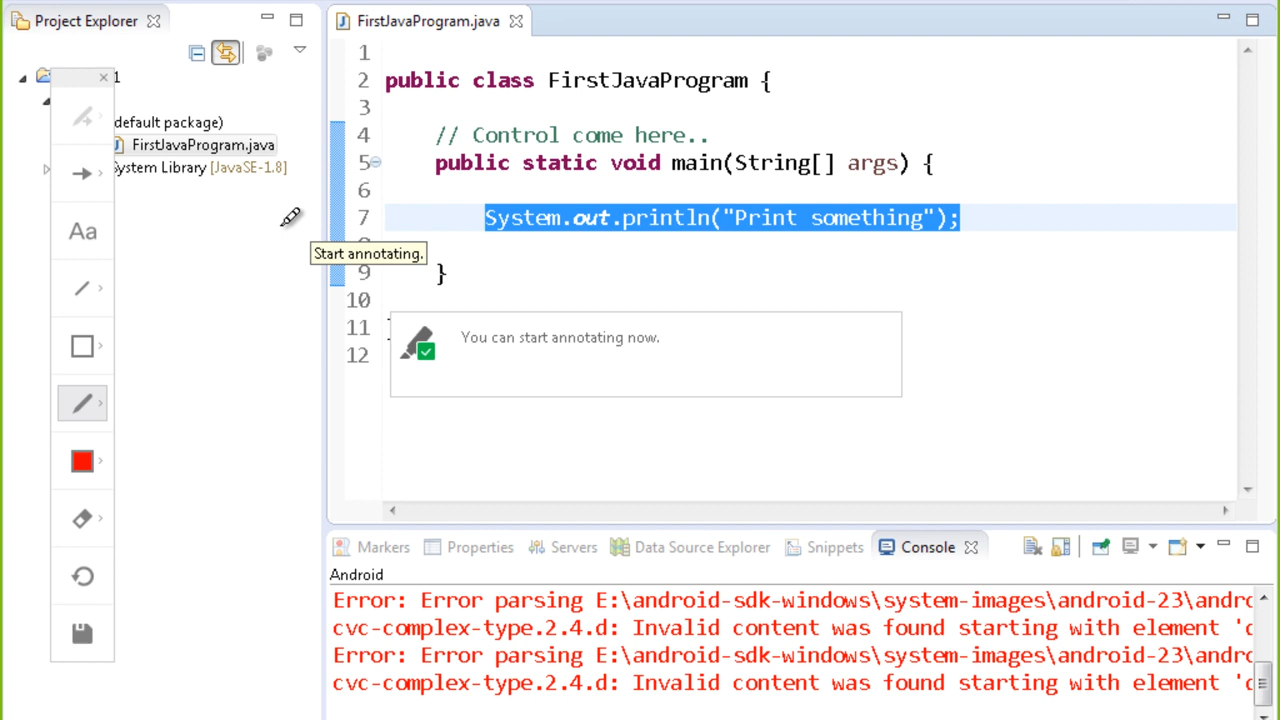 Project Explorer
1
default package)
FirstJavaProgram.java
System Library [JavaSE-1.8]
Aa
Start annotating.
FirstJavaProgram.java
1
2 public class FirstJavaProgram {
3
4 // Control come here..
5 public static void main(String[] args) {
6
7 System.out.println("Print something");
9 }
10
11
12
You can start annotating now.
Markers Properties Servers Data Source Explorer Snippets Console
Android
Error: Error parsing E:\android-sdk-windows\system-images\android-23\andro
cvc-complex-type.2.4.d: Invalid content was found starting with element 'd
Error: Error parsing E:\android-sdk-windows\system-images\android-23\andro
cvc-complex-type.2.4.d: Invalid content was found starting with element 'd